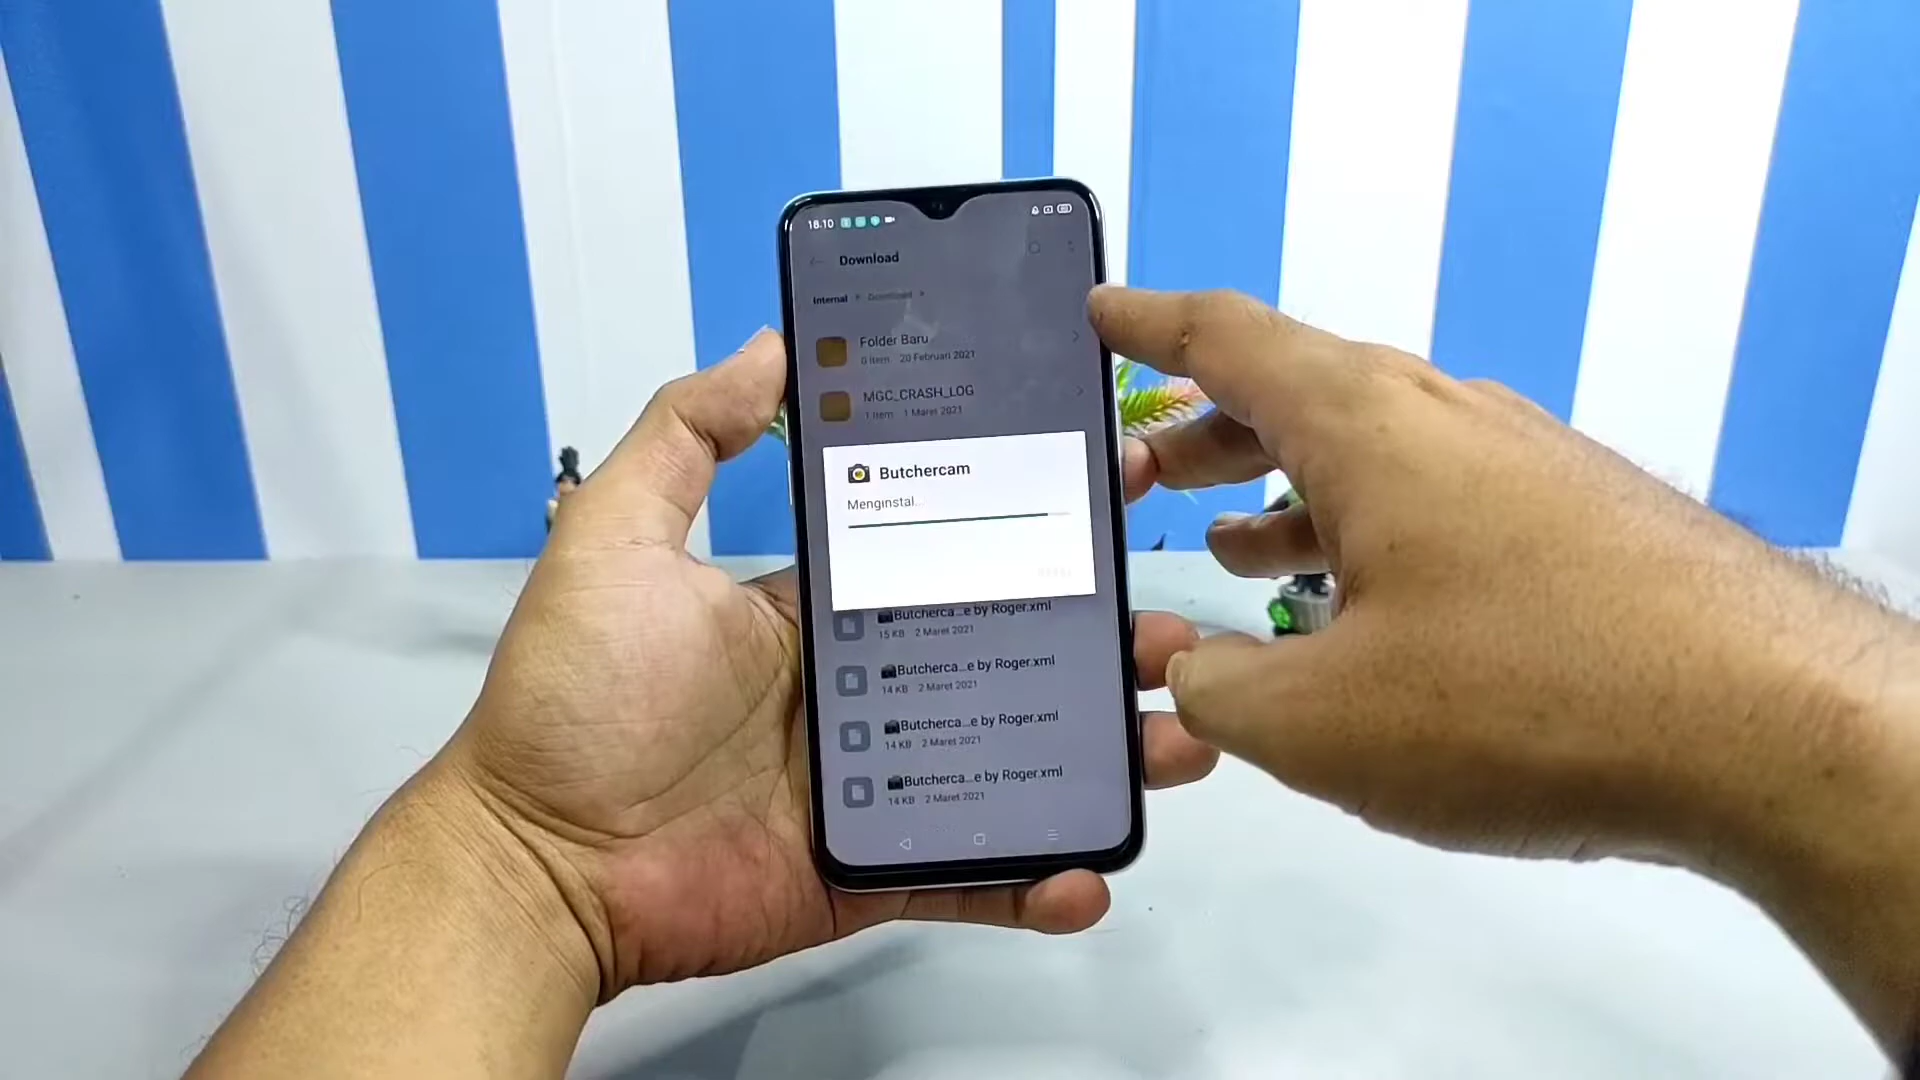 18.10
Download
Internal
Download
Folder Baru
0 item 20 Februari 2021
MGC_CRASH_LOG
1 item 1 Maret 2021
Butchercam
Menginstal...
Butcherca...e by Roger.xml
15 KB 2 Maret 2021
Butcherca...e by Roger.xml
14 KB 2 Maret 2021
Butcherca...e by Roger.xml
14 KB 2 Maret 2021
Butcherca...e by Roger.xml
14 KB 2 Maret 2021